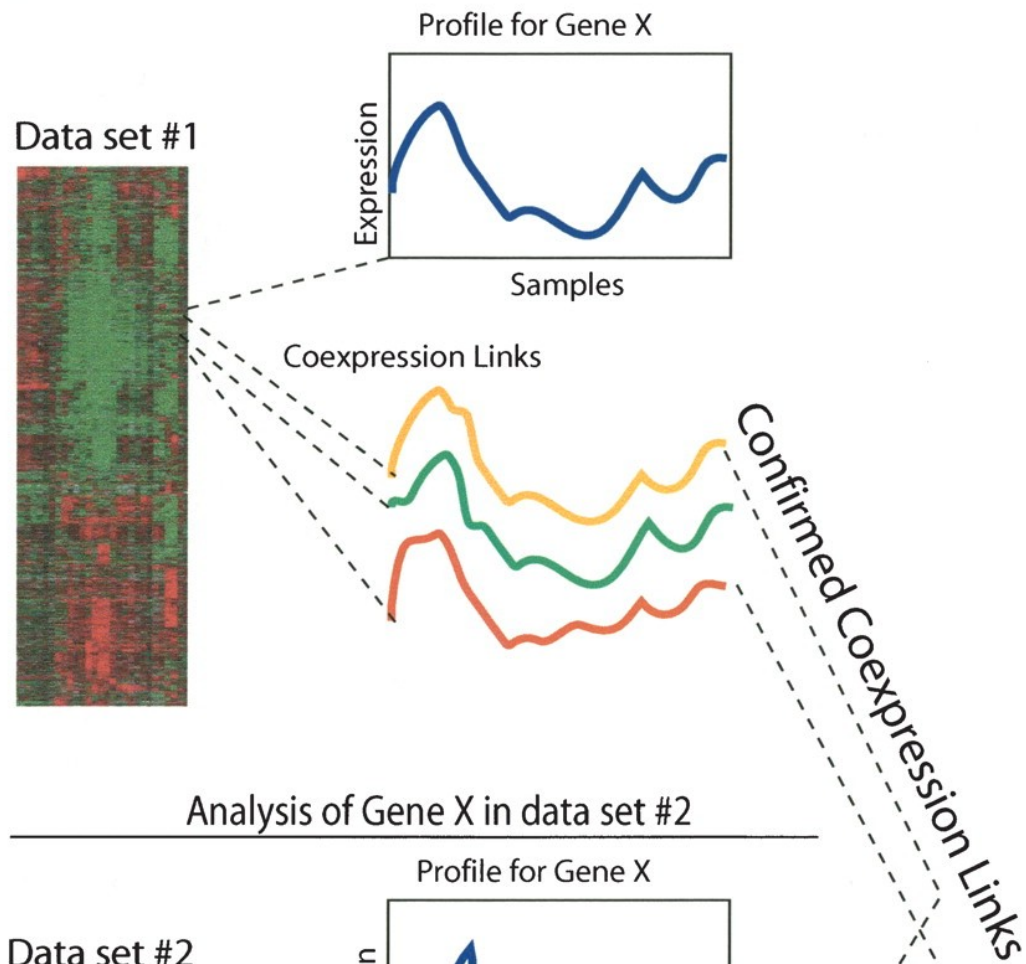 Profile for Gene X
Data set #1
Expression
Samples
Coexpression Links
Confirmed Coexpression Links
Analysis of Gene X in data set #2
Profile for Gene X
Data set #2